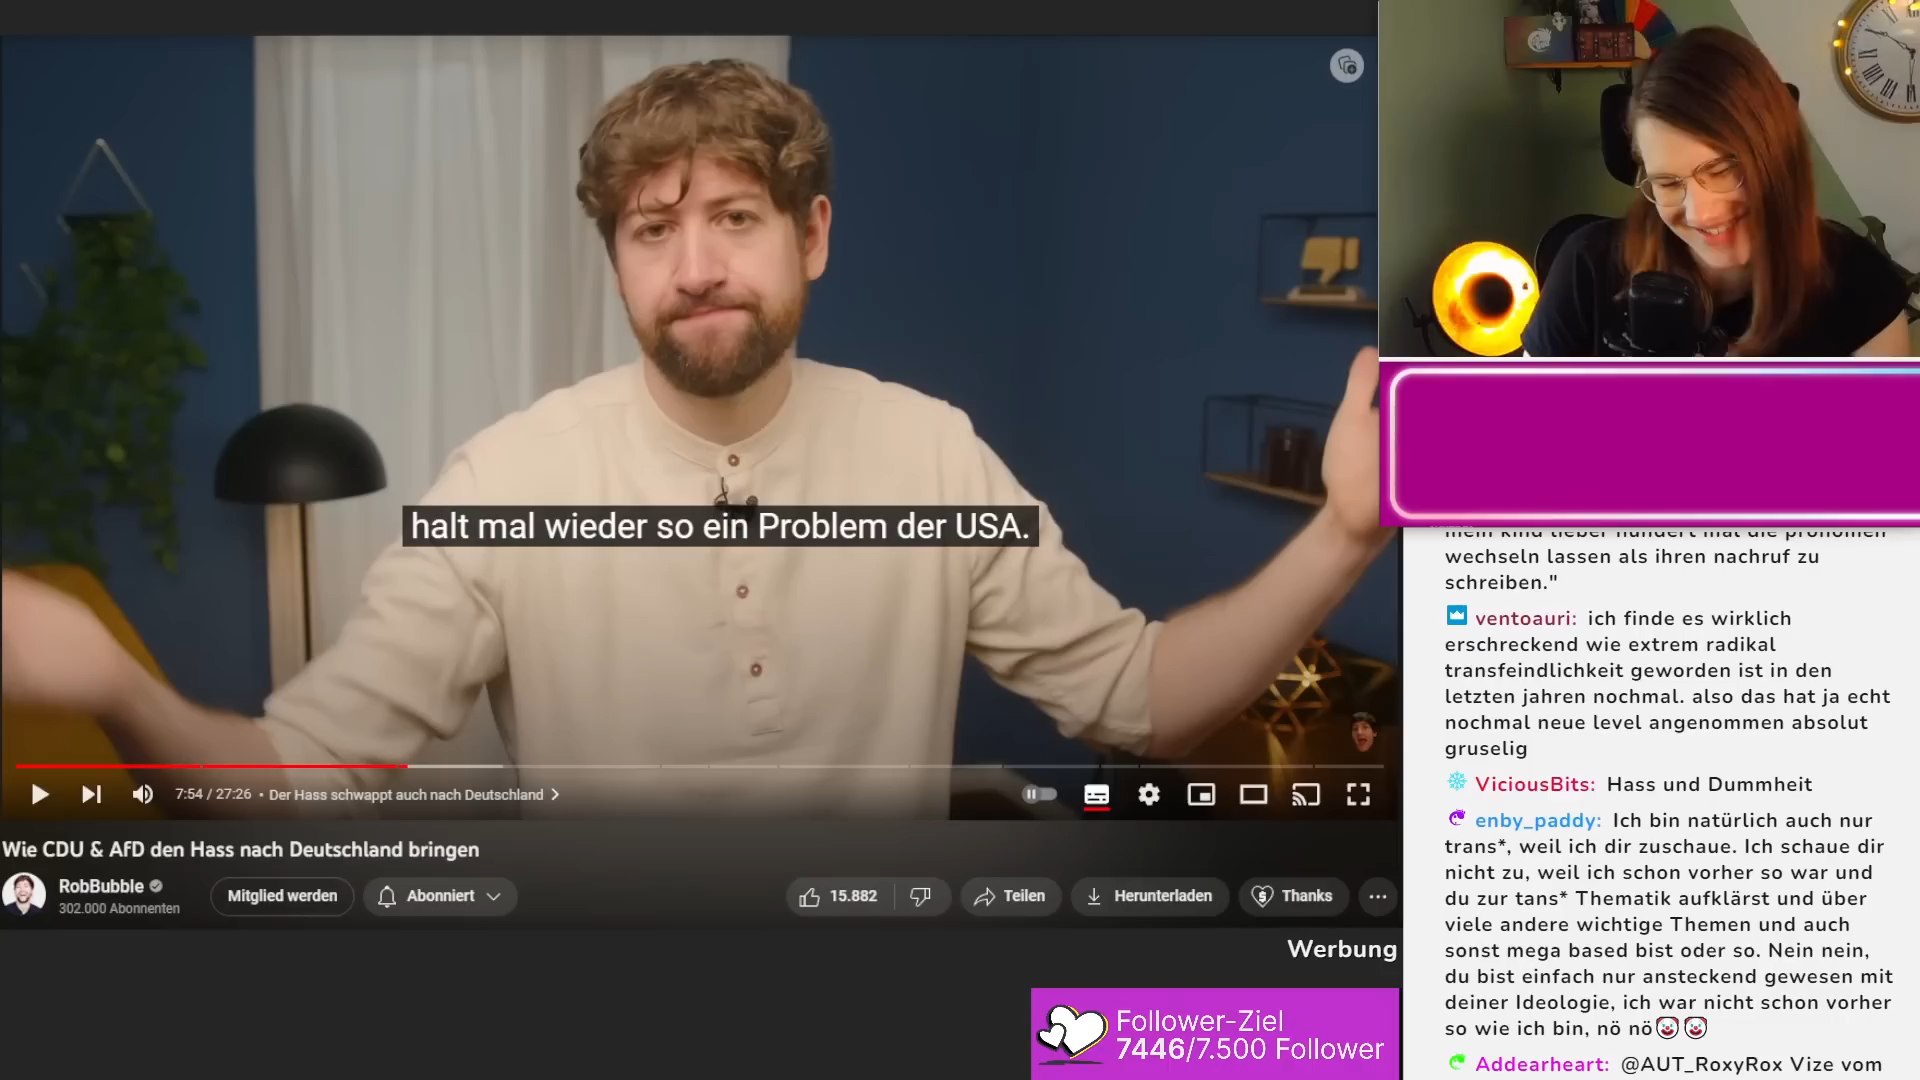 halt mal wieder so ein Problem der USA.
7:54 / 27:26 • Der Hass schwappt auch nach Deutschland
Wie CDU & AfD den Hass nach Deutschland bringen
RobBubble
302.000 Abonnenten
Mitglied werden
Abonniert
15.882
Teilen
Herunterladen
Thanks
Werbung
Follower-Ziel
7446/7.500 Follower
mein kind lieber hundert mal die pronomen
wechseln lassen als ihren nachruf zu
schreiben."
ventoauri: ich finde es wirklich
erschreckend wie extrem radikal
transfeindlichkeit geworden ist in den
letzten jahren nochmal. also das hat ja echt
nochmal neue level angenommen absolut
gruselig
ViciousBits: Hass und Dummheit
enby_paddy: Ich bin natürlich auch nur
trans*, weil ich dir zuschaue. Ich schaue dir
nicht zu, weil ich schon vorher so war und
du zur tans* Thematik aufklärst und über
viele andere wichtige Themen und auch
sonst mega based bist oder so. Nein nein,
du bist einfach nur ansteckend gewesen mit
deiner Ideologie, ich war nicht schon vorher
so wie ich bin, nö nö
Addearheart: @AUT_RoxyRox Vize vom